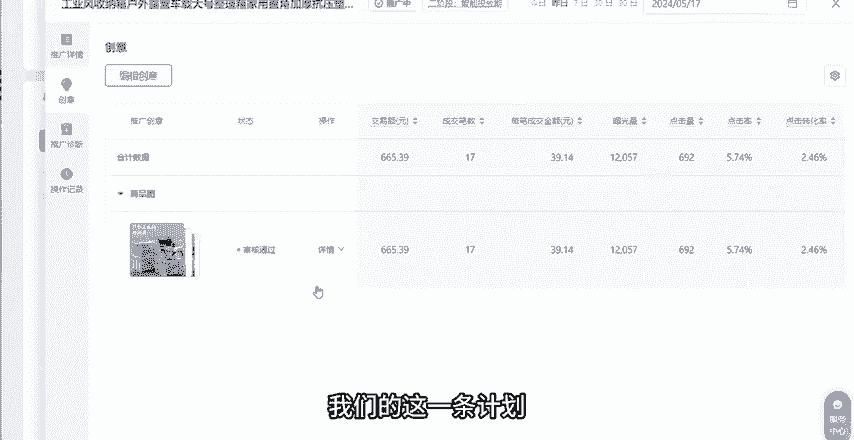 工业风收纳箱户外露营车载大号整理箱家用置物加厚抗压整... 推广中 二阶段：智能投放期 今日 昨日 7日 30日 90日 2024/05/17
推广详情
创意
推广诊断
操作记录
创意
编辑创意
推广创意 状态 操作 交易额(元) 成交笔数 每笔成交金额(元) 曝光量 点击量 点击率 点击转化率
合计数据 665.39 17 39.14 12,057 692 5.74% 2.46%
商品图
审核通过 详情 665.39 17 39.14 12,057 692 5.74% 2.46%
我们的这一条计划
服务
中心